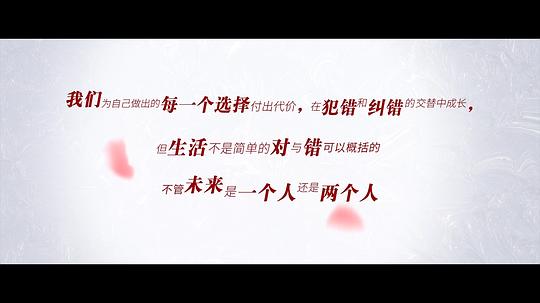 我们为自己做出的每一个选择付出代价，在犯错和纠错的交替中成长，
但生活不是简单的对与错可以概括的
不管未来是一个人还是两个人